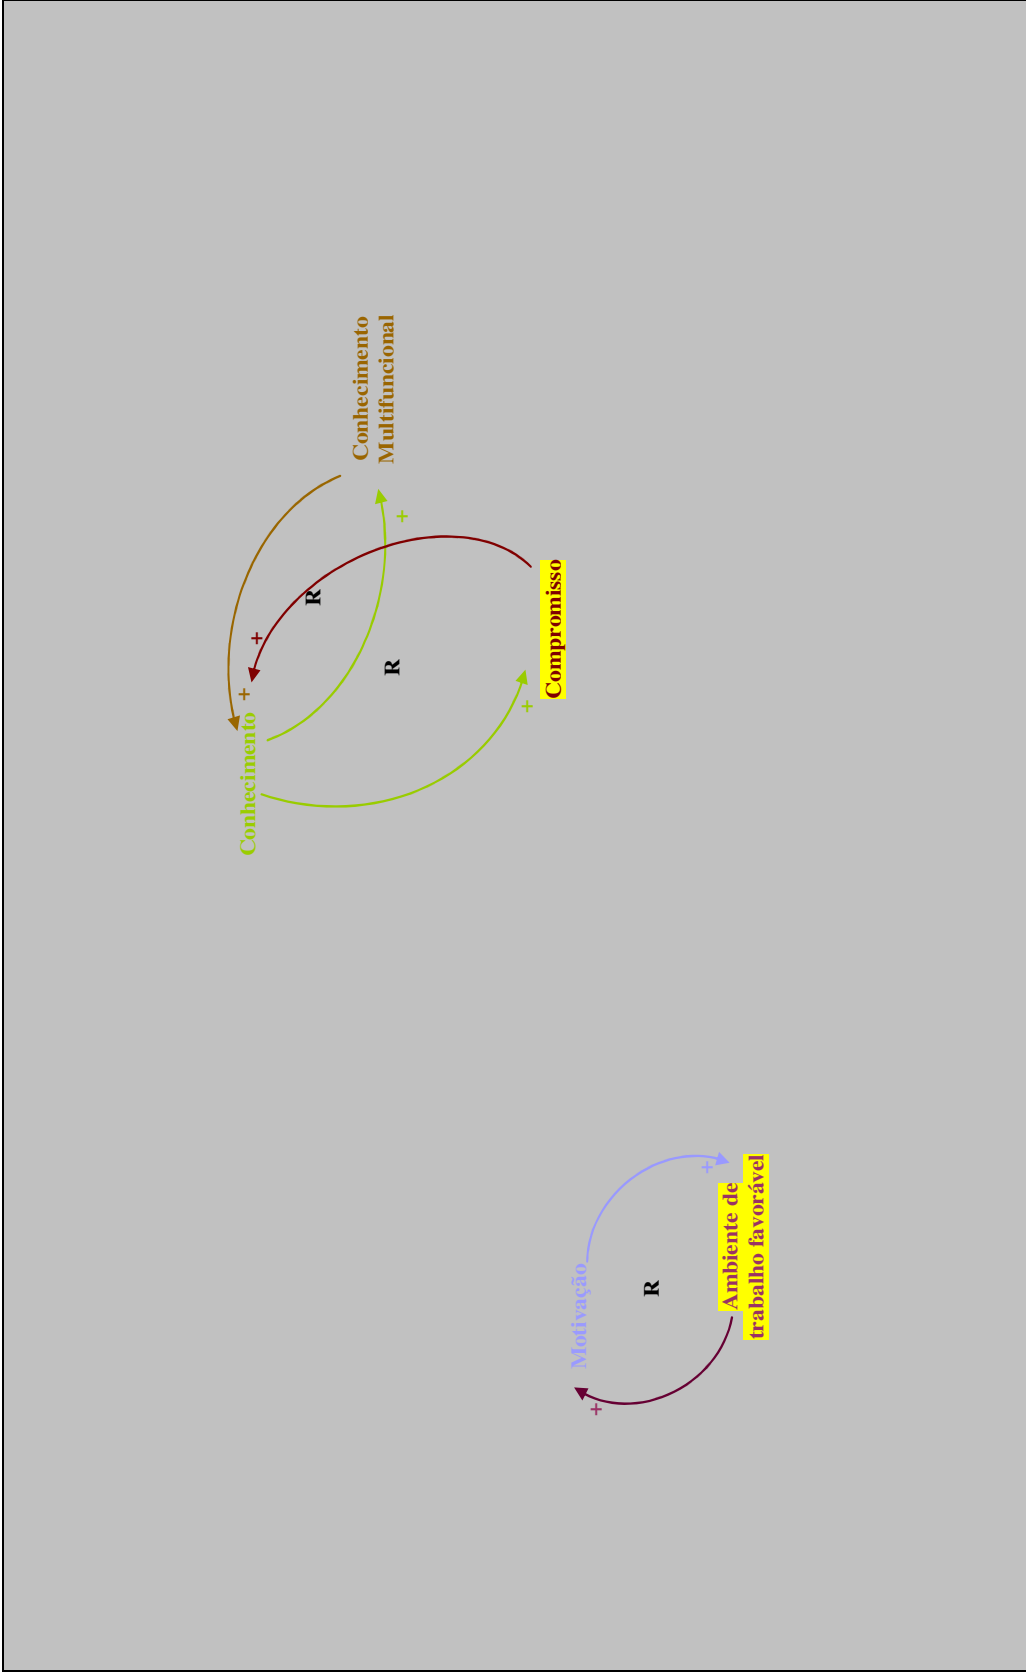 Conhecimento
+
+
R
Conhecimento
Multifuncional
R
+
+
Compromisso
Motivação
+
R
+
Ambiente de
trabalho favorável